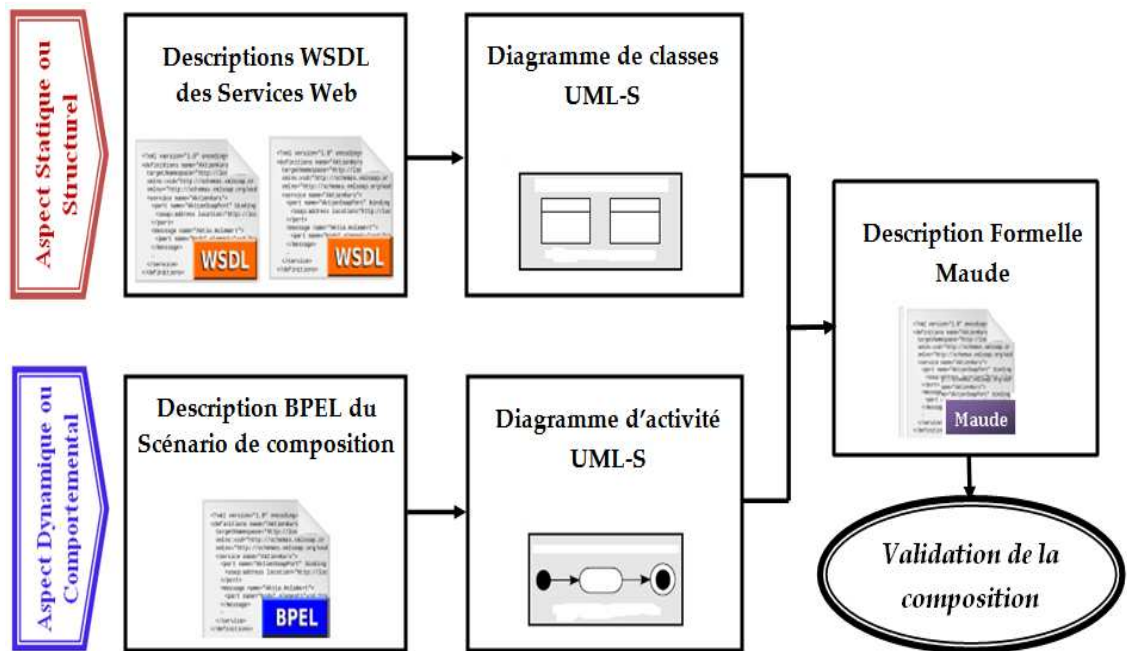 Aspect Statique ou
Structurel
Descriptions WSDL
des Services Web
WSDL
WSDL
Diagramme de classes
UML-S
Description Formelle
Maude
Maude
Aspect Dynamique ou
Comportemental
Description BPEL du
Scénario de composition
BPEL
Diagramme d'activité
UML-S
Validation de la
composition